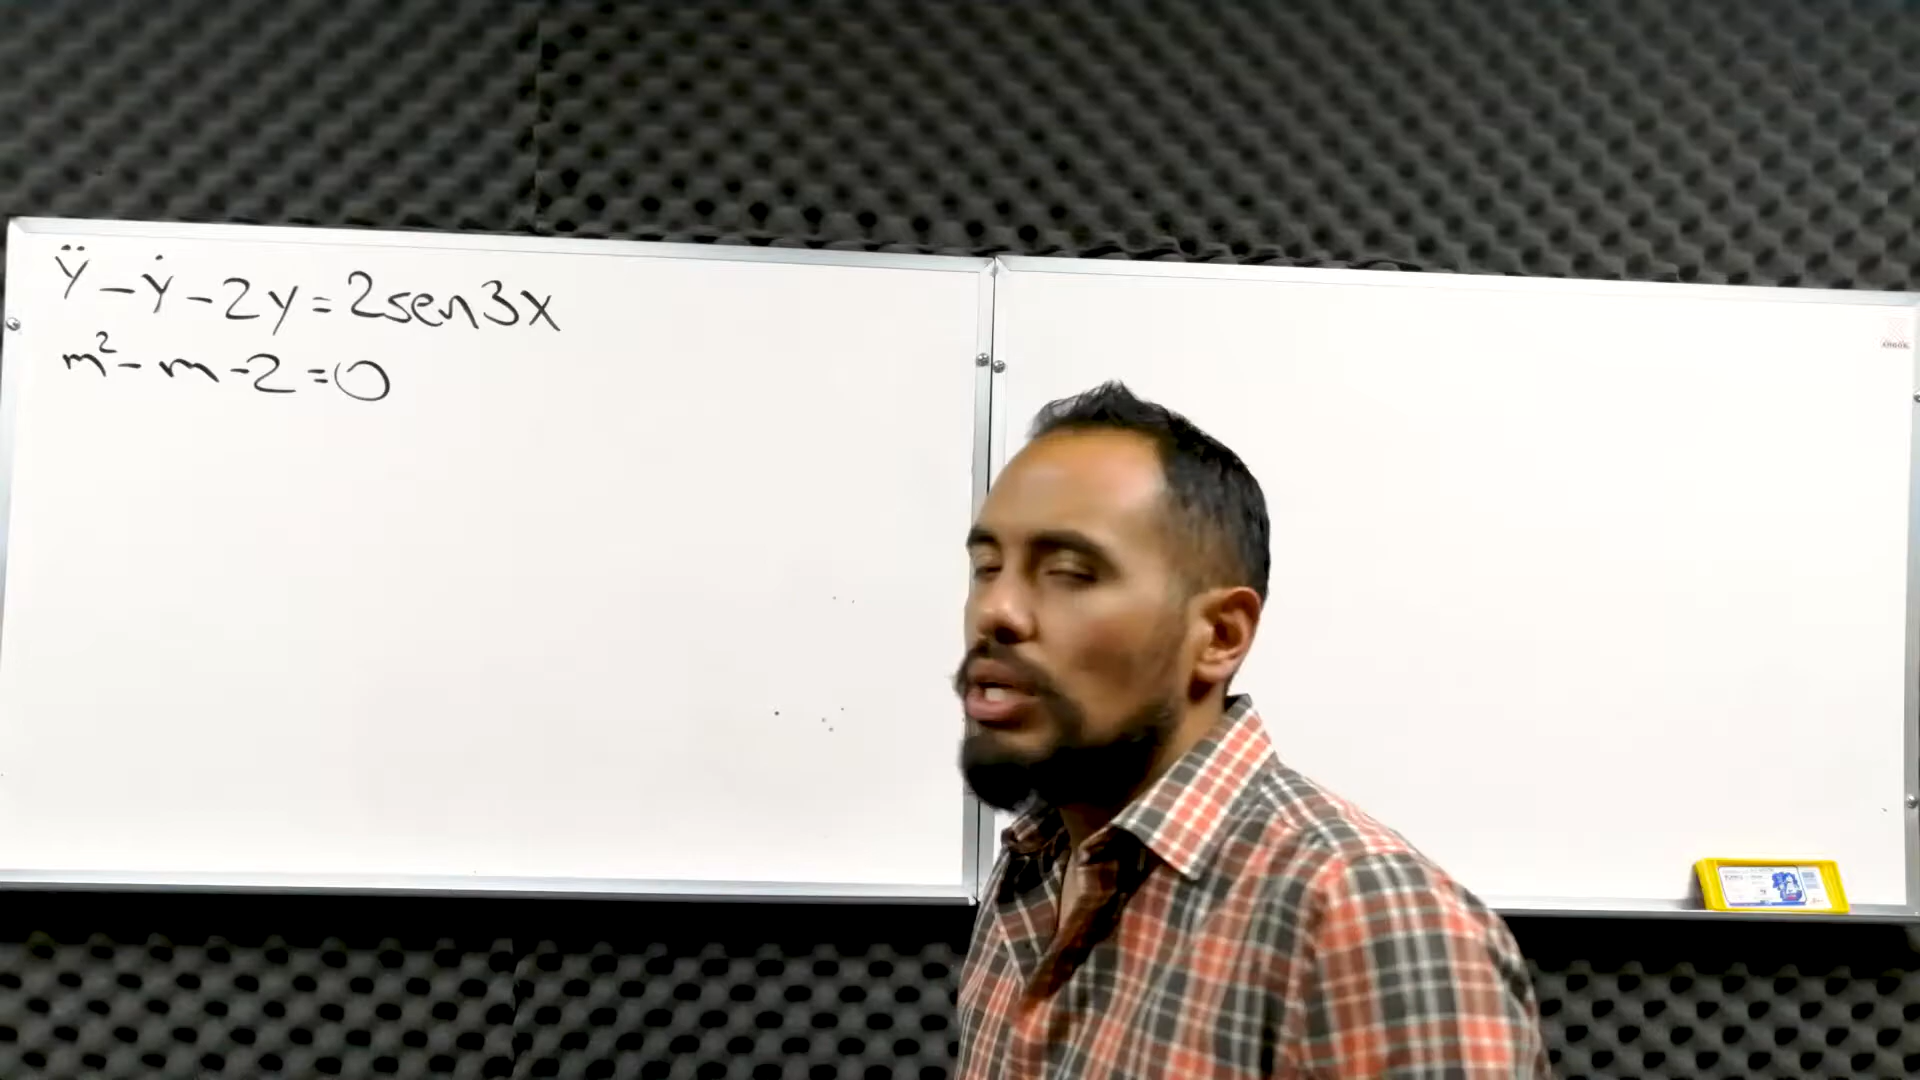 ÿ - ẏ - 2y = 2sen3x
m² - m - 2 = 0